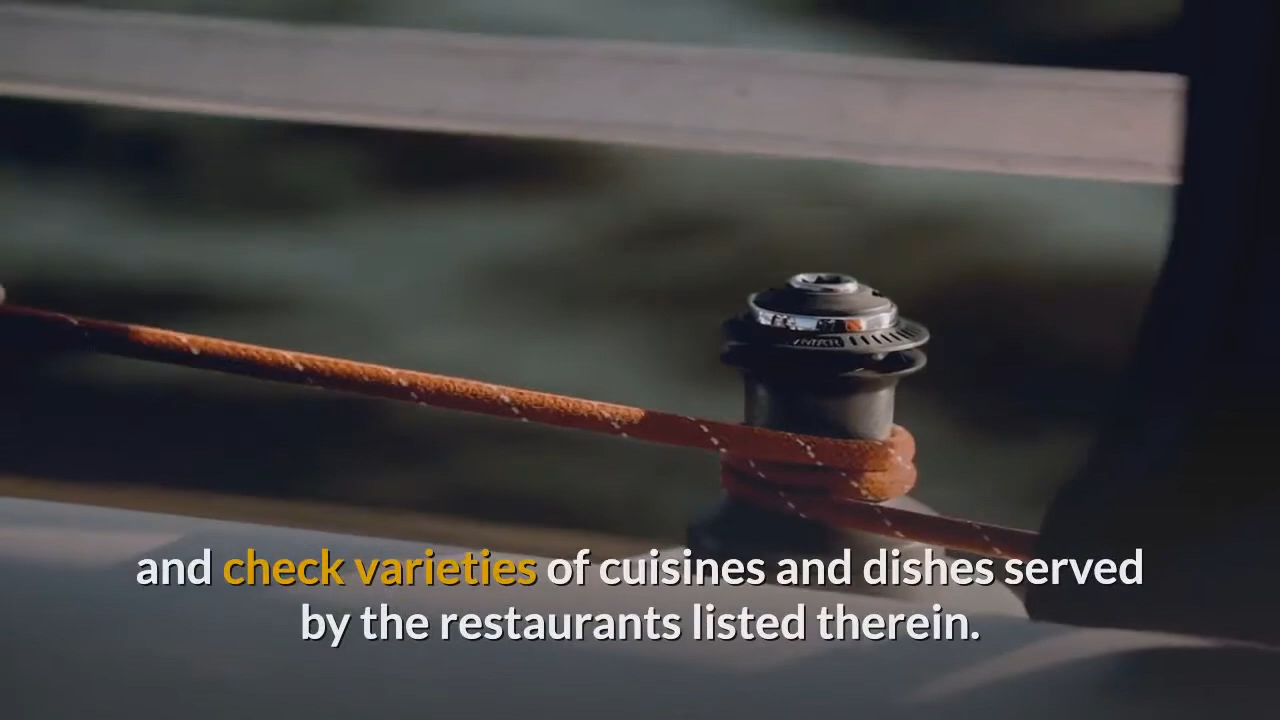 and check varieties of cuisines and dishes served
by the restaurants listed therein.